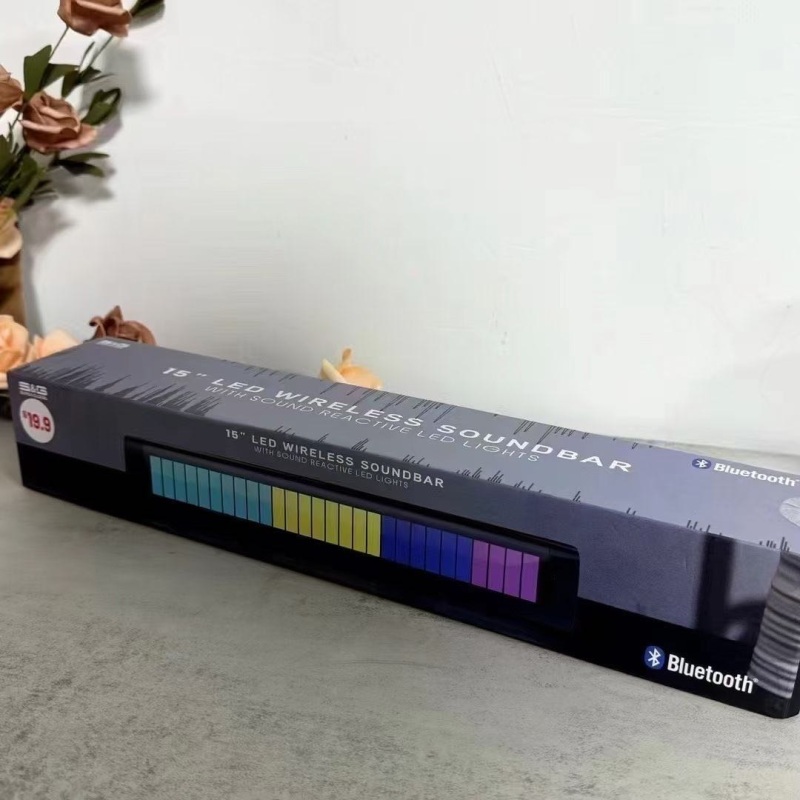 15" LED WIRELESS SOUNDBAR
WITH SOUND REACTIVE LED LIGHTS
Bluetooth®
S&G
$19.9
15" LED WIRELESS SOUNDBAR
WITH SOUND REACTIVE LED LIGHTS
Bluetooth®